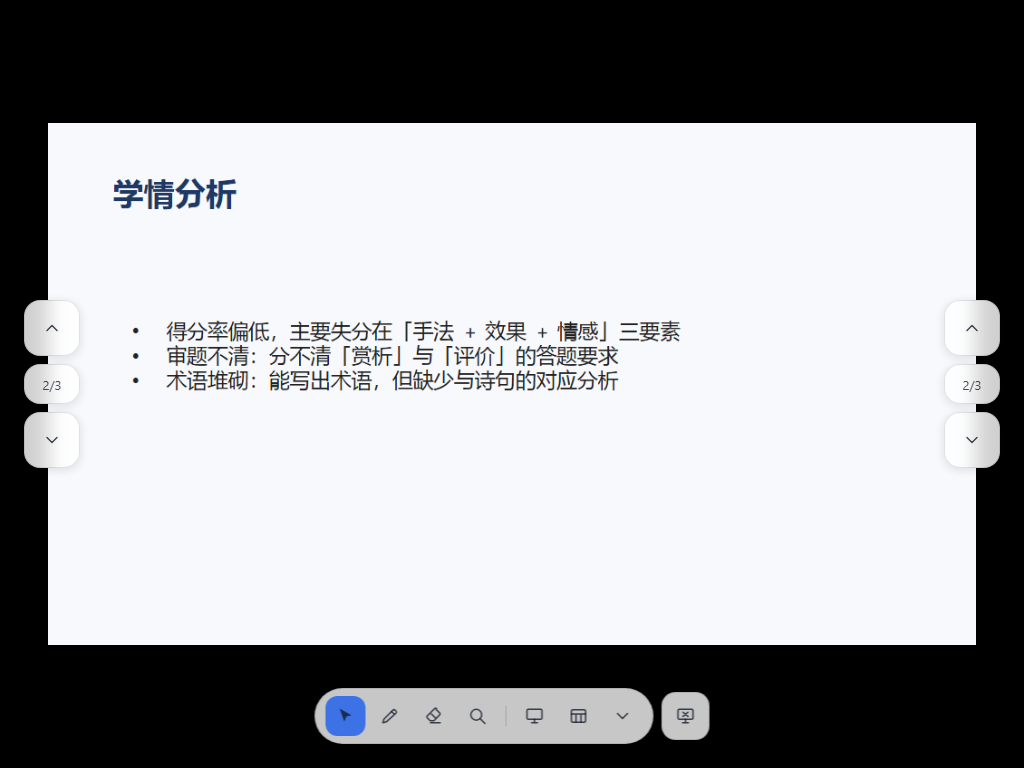 学情分析
• 得分率偏低，主要失分在「手法 + 效果 + 情感」三要素
• 审题不清：分不清「赏析」与「评价」的答题要求
• 术语堆砌：能写出术语，但缺少与诗句的对应分析
2/3
2/3